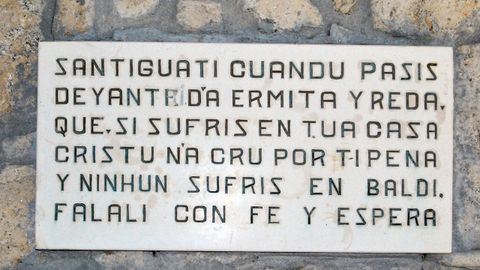 SANTIGUATI CUANDU PASIS
DEYANTRI D'A ERMITA Y REDA,
QUE, SI SUFRIS EN TUA CASA
CRISTU N'A CRU POR TI PENA
Y NINHUN SUFRIS EN BALDI.
FALALI CON FE Y ESPERA